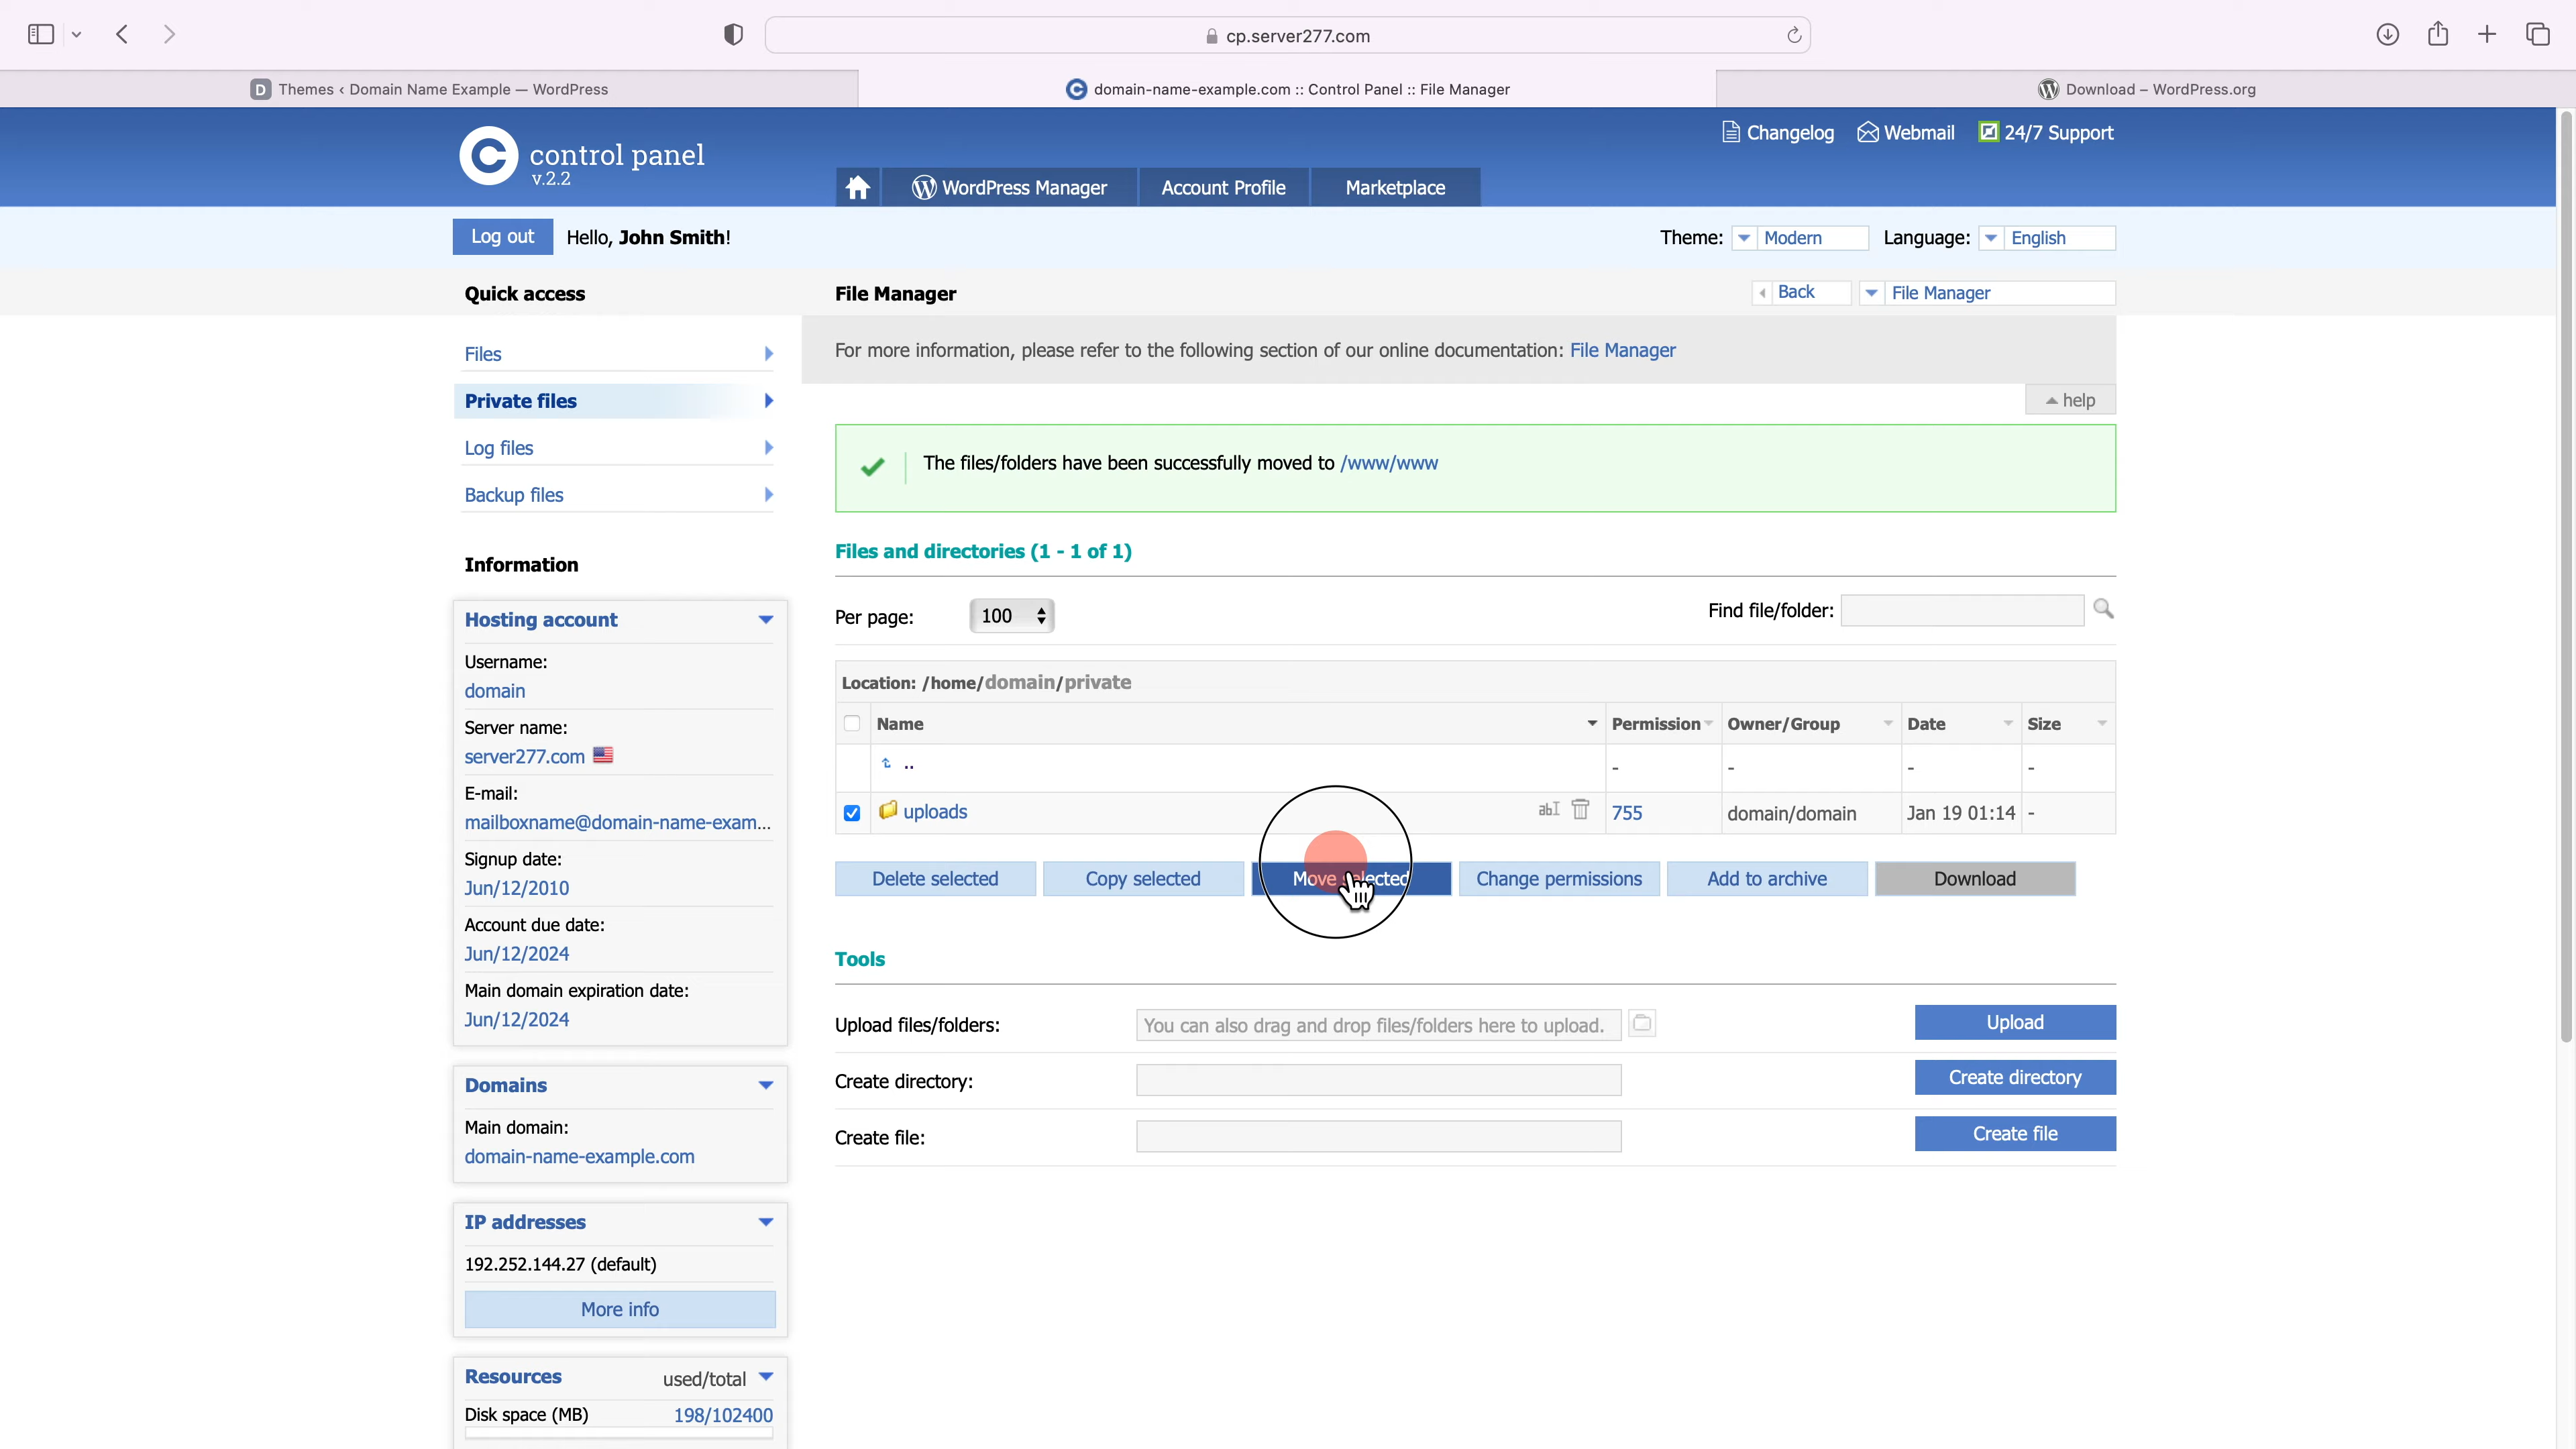 cp.server277.com
D Themes ‹ Domain Name Example — WordPress
domain-name-example.com :: Control Panel :: File Manager
Download – WordPress.org
control panel
v.2.2
Changelog
Webmail
24/7 Support
WordPress Manager
Account Profile
Marketplace
Log out
Hello, John Smith!
Theme: Modern
Language: English
Quick access
File Manager
Back
File Manager
Files
Private files
Log files
Backup files
For more information, please refer to the following section of our online documentation: File Manager
help
The files/folders have been successfully moved to /www/www
Files and directories (1 - 1 of 1)
Per page: 100
Find file/folder:
Location: /home/domain/private
Name Permission Owner/Group Date Size
.. - - - -
uploads abI 755 domain/domain Jan 19 01:14 -
Delete selected
Copy selected
Move selected
Change permissions
Add to archive
Download
Tools
Upload files/folders: You can also drag and drop files/folders here to upload. Upload
Create directory: Create directory
Create file: Create file
Information
Hosting account
Username:
domain
Server name:
server277.com
E-mail:
mailboxname@domain-name-exam...
Signup date:
Jun/12/2010
Account due date:
Jun/12/2024
Main domain expiration date:
Jun/12/2024
Domains
Main domain:
domain-name-example.com
IP addresses
192.252.144.27 (default)
More info
Resources used/total
Disk space (MB) 198/102400